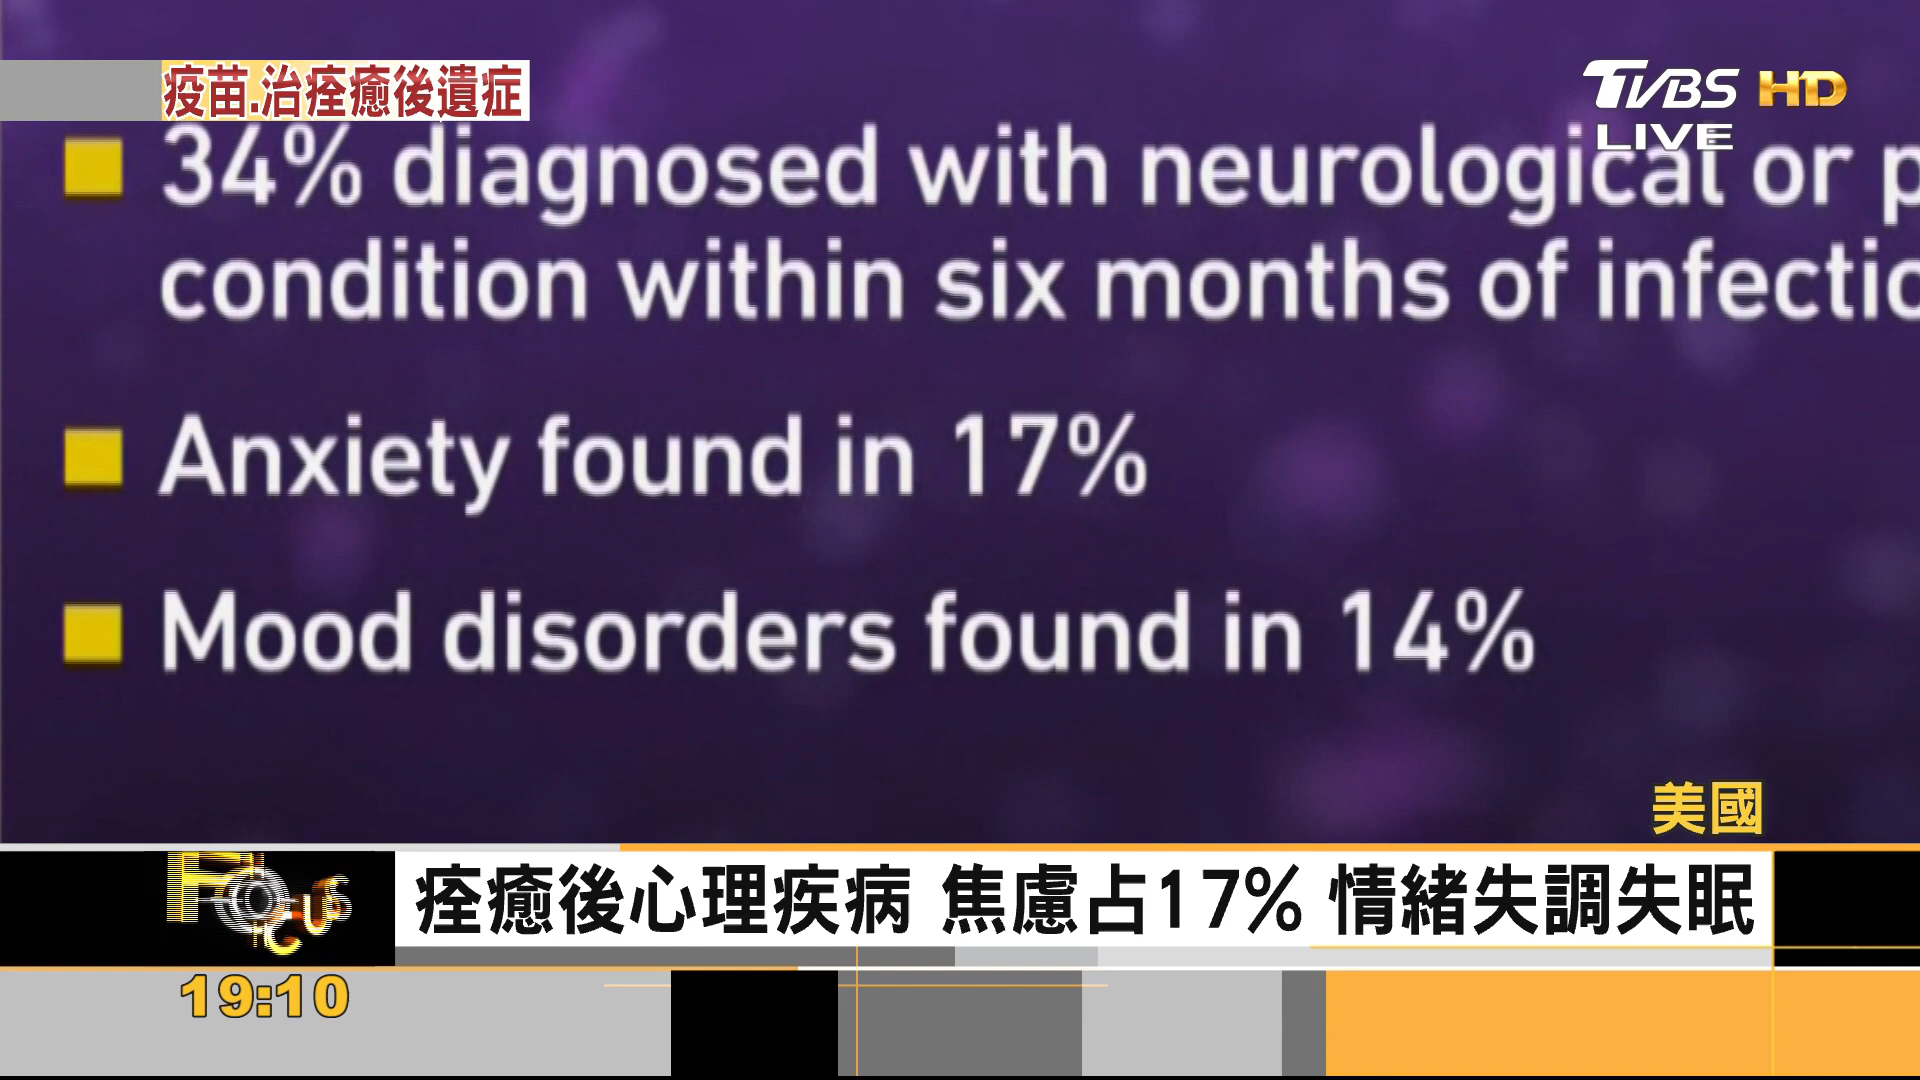 疫苗.治痊癒後遺症
TVBS HD
LIVE
34% diagnosed with neurological or p
condition within six months of infectio
Anxiety found in 17%
Mood disorders found in 14%
美國
FOCUS
痊癒後心理疾病 焦慮占17% 情緒失調失眠
19:10